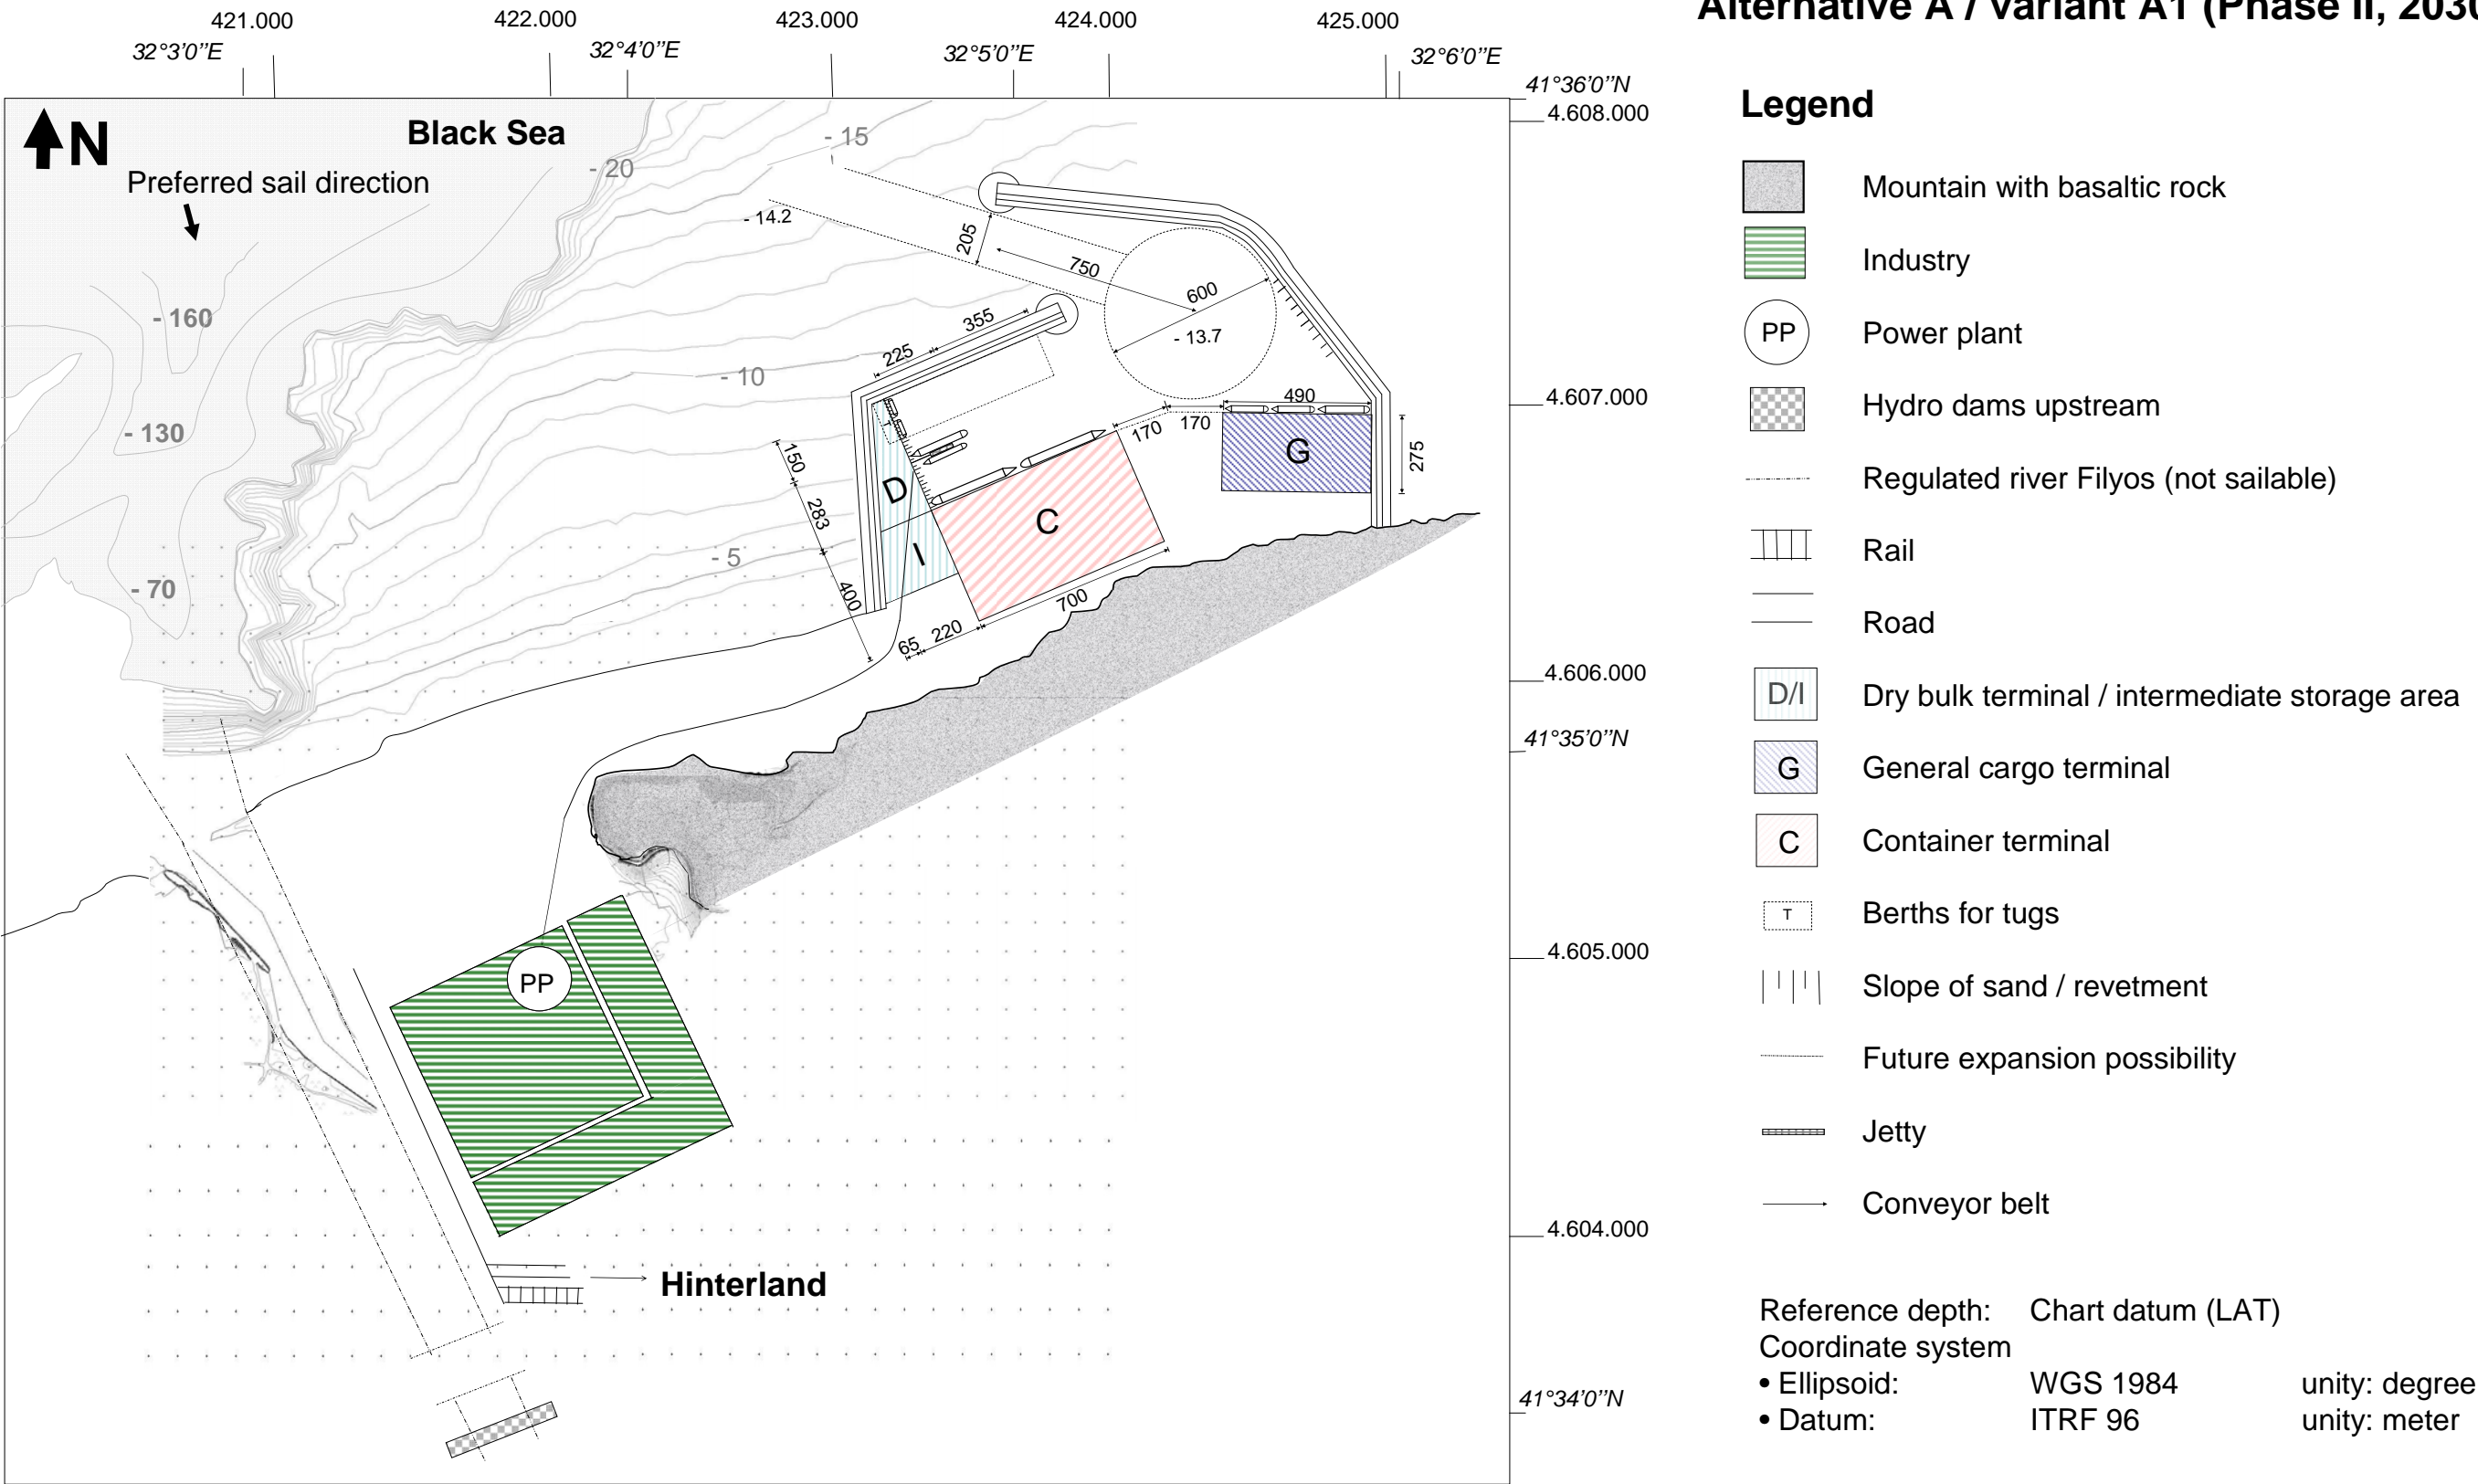 Alternative A / Variant A1 (Phase II, 2030
421.000 422.000 423.000 424.000 425.000
32°3'0’’E 32°4'0’’E 32°5'0’’E 32°6'0’’E
41°36'0’’N
4.608.000
4.607.000
4.606.000
41°35'0’’N
4.605.000
4.604.000
41°34'0’’N
N
Black Sea
Preferred sail direction
- 15
- 20
- 14.2
- 160
- 130
- 70
- 10
- 5
205
750
600
- 13.7
355
225
490
170
170
275
150
283
400
65
220
700
T
D
I
C
G
PP
Hinterland
Legend
Mountain with basaltic rock
Industry
PP Power plant
Hydro dams upstream
Regulated river Filyos (not sailable)
Rail
Road
D/I Dry bulk terminal / intermediate storage area
G General cargo terminal
C Container terminal
T Berths for tugs
Slope of sand / revetment
Future expansion possibility
Jetty
Conveyor belt
Reference depth: Chart datum (LAT)
Coordinate system
• Ellipsoid: WGS 1984 unity: degree
• Datum: ITRF 96 unity: meter